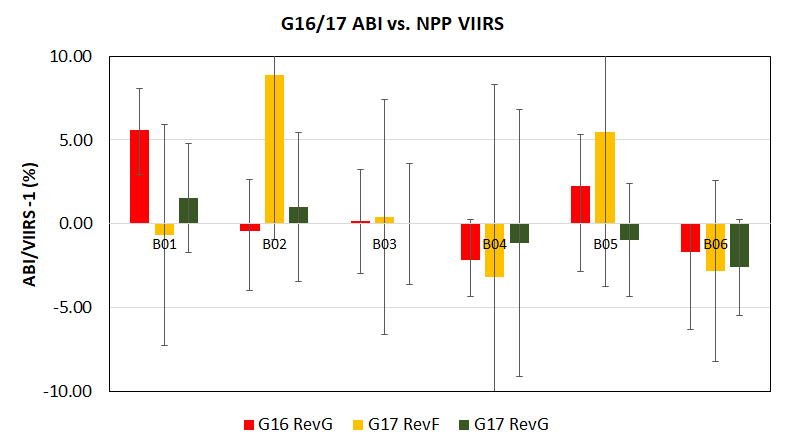 G16/17 ABI vs. NPP VIIRS
ABI/VIIRS -1 (%)
10.00
5.00
0.00
-5.00
-10.00
B01 B02 B03 B04 B05 B06
G16 RevG G17 RevF G17 RevG